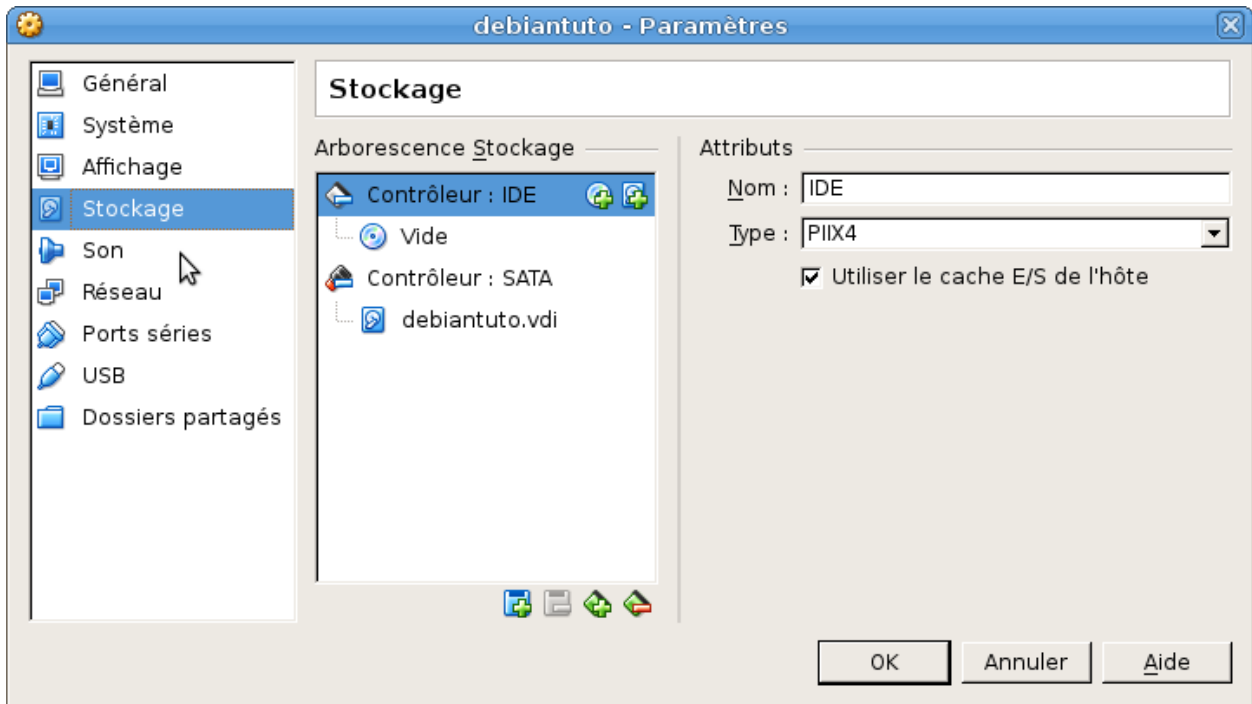 debiantuto - Paramètres
Général
Système
Affichage
Stockage
Son
Réseau
Ports séries
USB
Dossiers partagés
Stockage
Arborescence Stockage
Contrôleur : IDE
Vide
Contrôleur : SATA
debiantuto.vdi
Attributs
Nom : IDE
Type : PIIX4
Utiliser le cache E/S de l'hôte
OK Annuler Aide